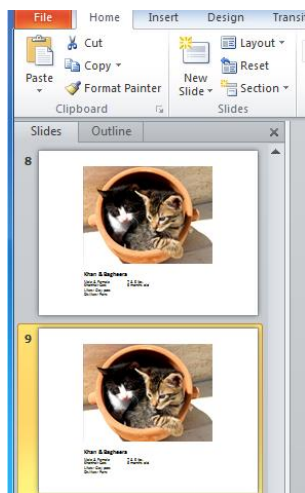 File Home Insert Design Transi
Cut
Copy
Format Painter
Paste
Clipboard
New
Slide
Layout
Reset
Section
Slides
Slides Outline
8
Khan & Bagheera
9
Khan & Bagheera